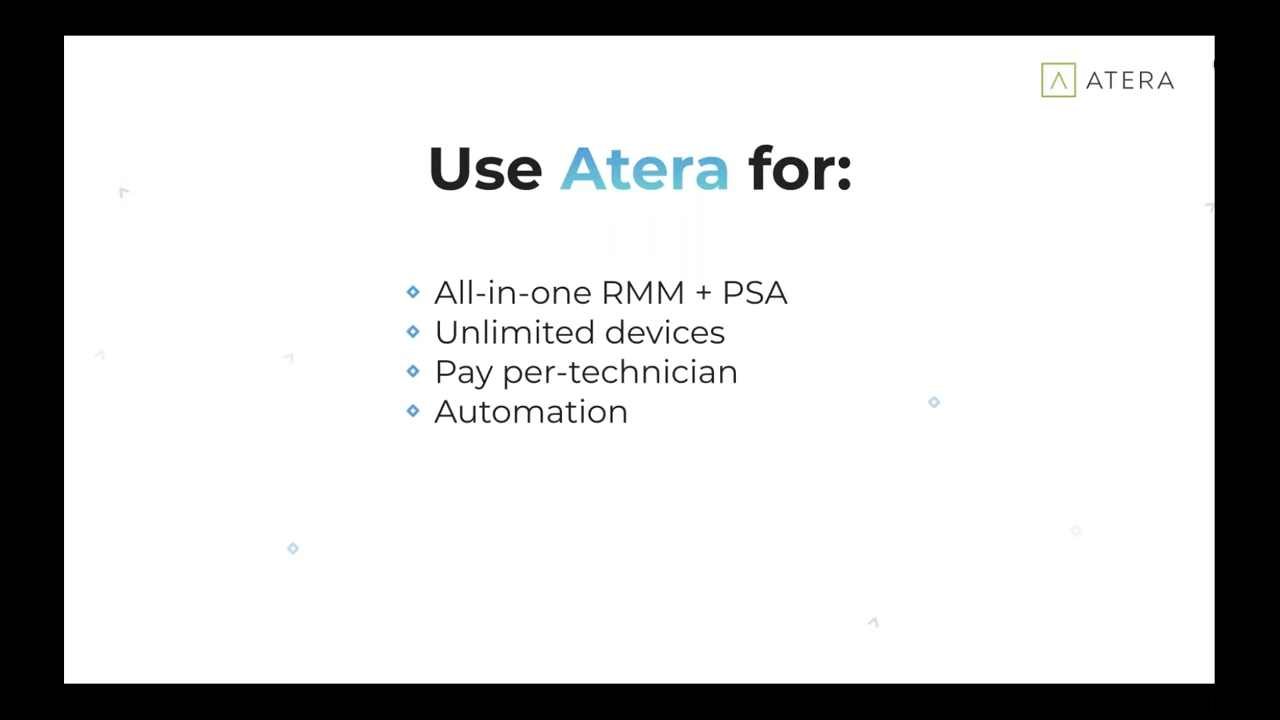 ATERA
Use Atera for:
All-in-one RMM + PSA
Unlimited devices
Pay per-technician
Automation